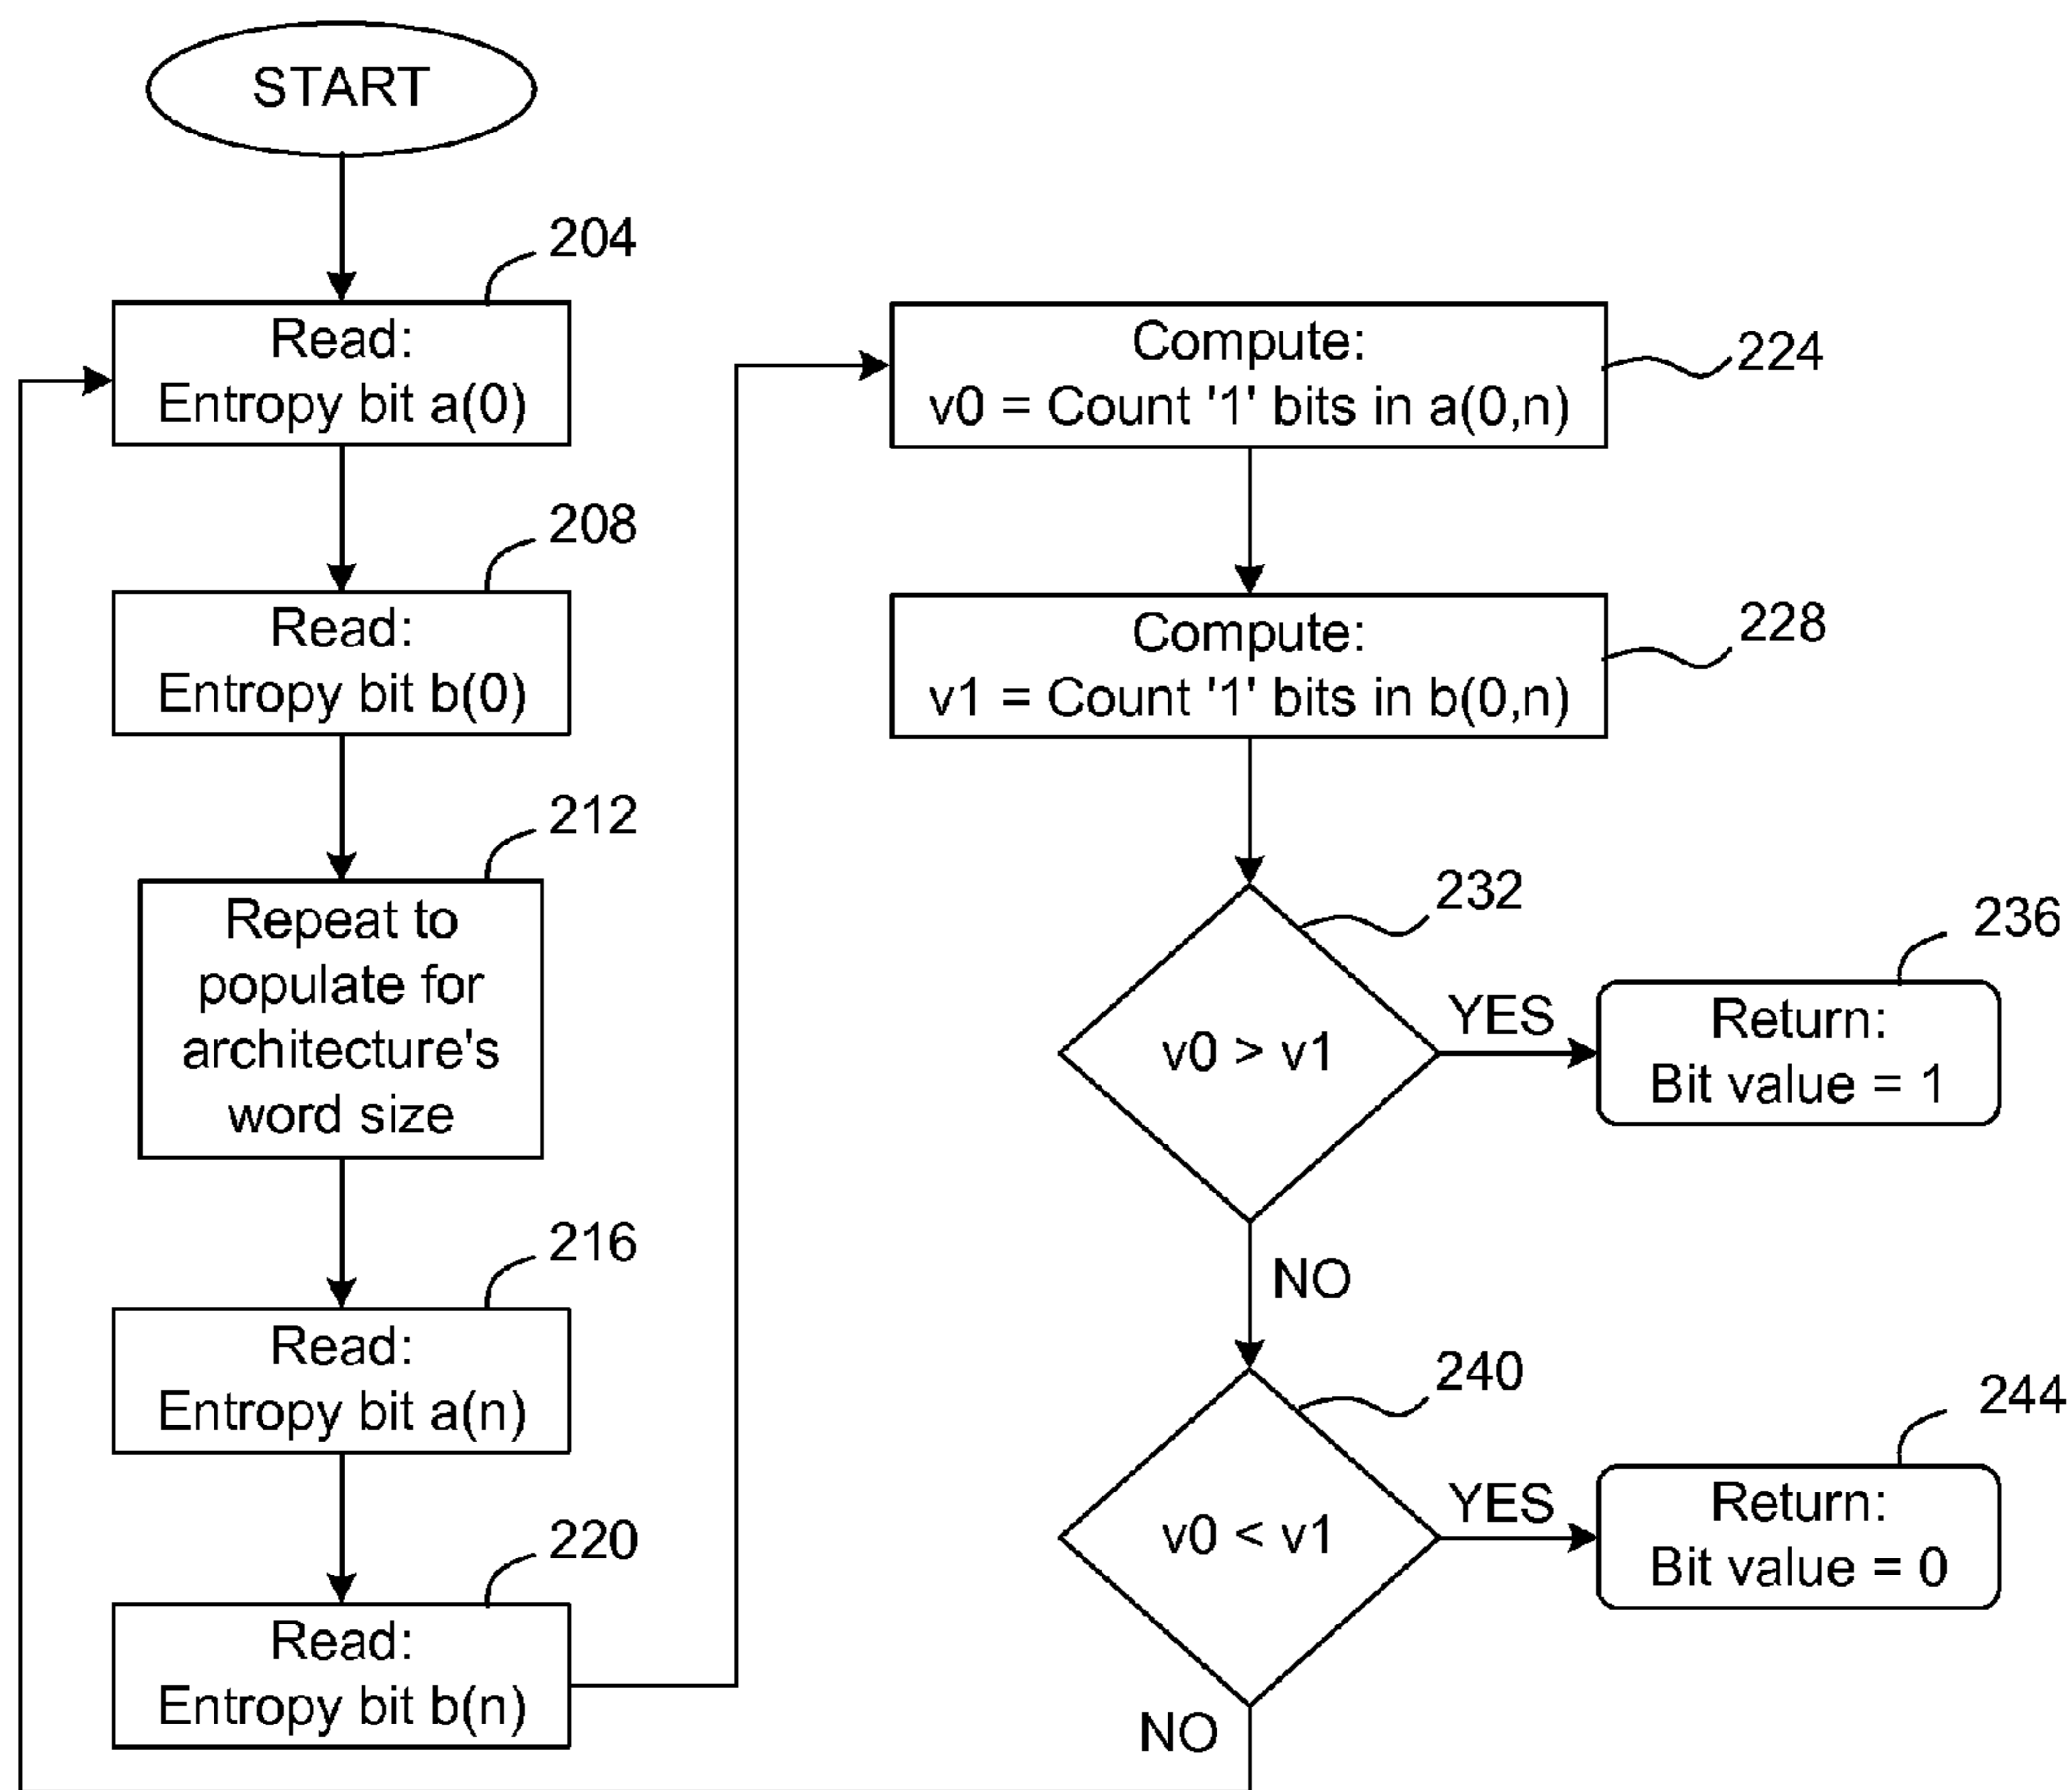 START
204
Read:
Entropy bit a(0)
208
Read:
Entropy bit b(0)
212
Repeat to
populate for
architecture's
word size
216
Read:
Entropy bit a(n)
220
Read:
Entropy bit b(n)
224
Compute:
v0 = Count '1' bits in a(0,n)
228
Compute:
v1 = Count '1' bits in b(0,n)
232
v0 > v1
YES
236
Return:
Bit value = 1
NO
240
v0 < v1
YES
244
Return:
Bit value = 0
NO